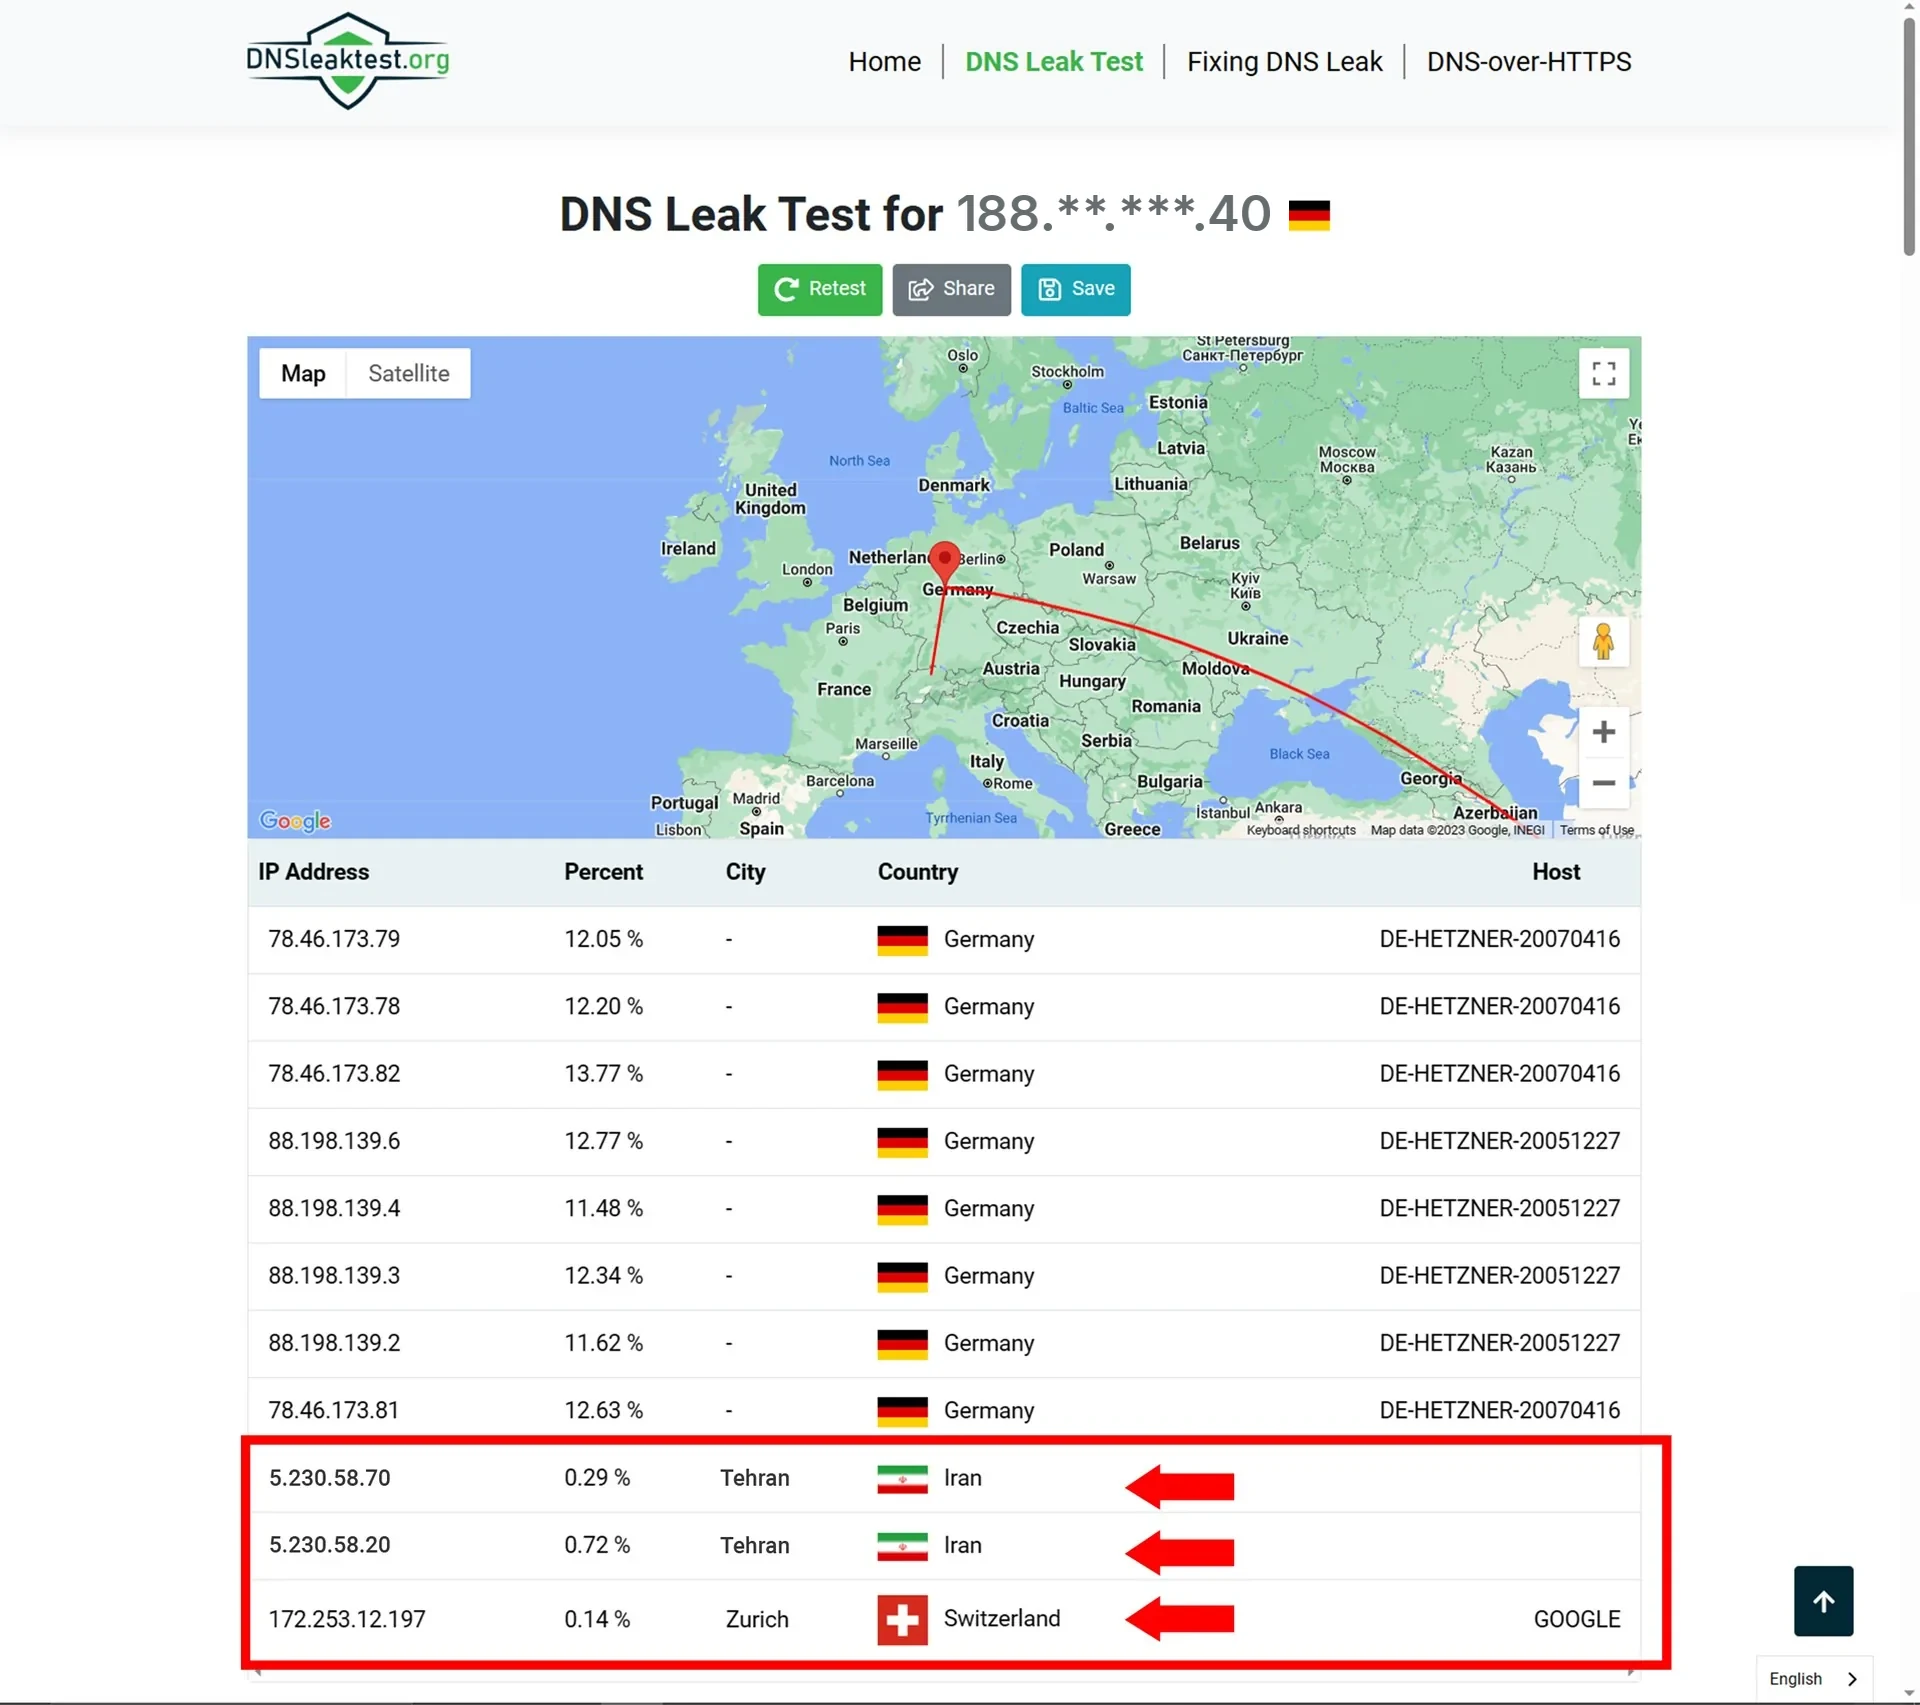 DNSleaktest.org
Home
DNS Leak Test
Fixing DNS Leak
DNS-over-HTTPS
DNS Leak Test for 188.**.***.40
Retest
Share
Save
Map
Satellite
Oslo
Stockholm
St Petersburg
Санкт-Петербург
Baltic Sea
Estonia
Latvia
Moscow
Москва
Kazan
Казань
North Sea
Denmark
Lithuania
United
Kingdom
Ireland
London
Berlin
Poland
Warsaw
Belarus
Germany
Belgium
Paris
Kyiv
Київ
Czechia
Slovakia
Ukraine
Austria
Moldova
France
Hungary
Romania
Croatia
Serbia
Marseille
Italy
Black Sea
Barcelona
Rome
Bulgaria
Georgia
Portugal
Madrid
Lisbon
Spain
Tyrrhenian Sea
Greece
İstanbul
Ankara
Azerbaijan
Google
Keyboard shortcuts
Map data ©2023 Google, INEGI
Terms of Use
IP Address Percent City Country Host
78.46.173.79 12.05 % - Germany DE-HETZNER-20070416
78.46.173.78 12.20 % - Germany DE-HETZNER-20070416
78.46.173.82 13.77 % - Germany DE-HETZNER-20070416
88.198.139.6 12.77 % - Germany DE-HETZNER-20051227
88.198.139.4 11.48 % - Germany DE-HETZNER-20051227
88.198.139.3 12.34 % - Germany DE-HETZNER-20051227
88.198.139.2 11.62 % - Germany DE-HETZNER-20051227
78.46.173.81 12.63 % - Germany DE-HETZNER-20070416
5.230.58.70 0.29 % Tehran Iran
5.230.58.20 0.72 % Tehran Iran
172.253.12.197 0.14 % Zurich Switzerland GOOGLE
English